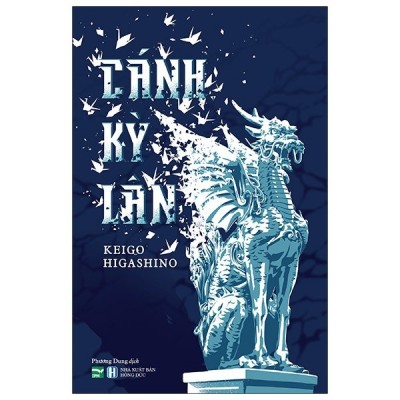 CÁNH
KỲ
LÂN
KEIGO
HIGASHINO
Phương Dung dịch
NHÀ XUẤT BẢN
HỒNG ĐỨC